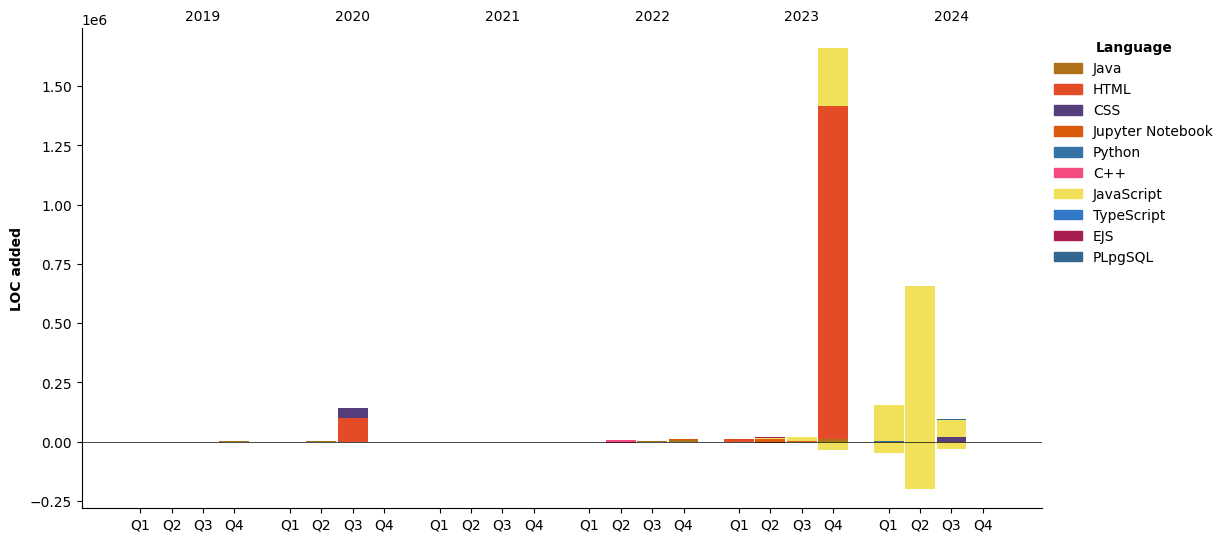 1e6
2019 2020 2021 2022 2023 2024
LOC added
1.50
1.25
1.00
0.75
0.50
0.25
0.00
−0.25
Q1 Q2 Q3 Q4 Q1 Q2 Q3 Q4 Q1 Q2 Q3 Q4 Q1 Q2 Q3 Q4 Q1 Q2 Q3 Q4 Q1 Q2 Q3 Q4
Language
Java
HTML
CSS
Jupyter Notebook
Python
C++
JavaScript
TypeScript
EJS
PLpgSQL